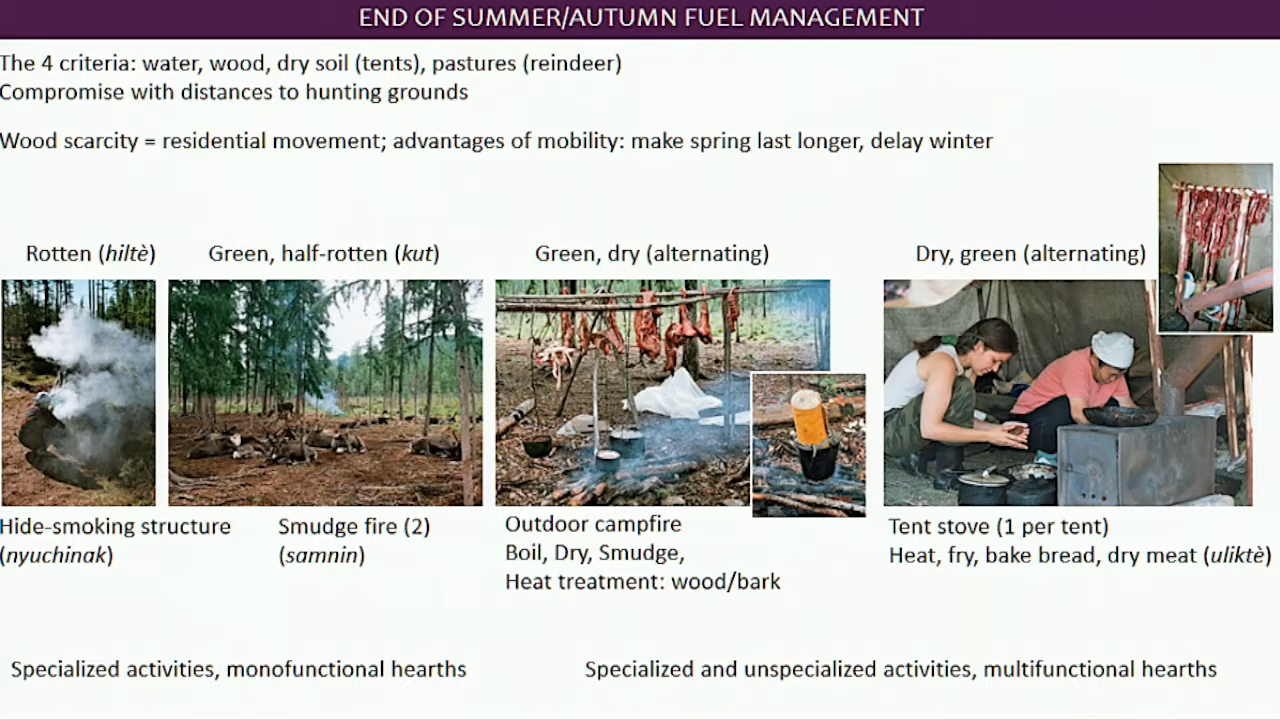 END OF SUMMER/AUTUMN FUEL MANAGEMENT
The 4 criteria: water, wood, dry soil (tents), pastures (reindeer)
Compromise with distances to hunting grounds
Wood scarcity = residential movement; advantages of mobility: make spring last longer, delay winter
Rotten (hiltè)
Green, half-rotten (kut)
Green, dry (alternating)
Dry, green (alternating)
Hide-smoking structure
(nyuchinak)
Smudge fire (2)
(samnin)
Outdoor campfire
Boil, Dry, Smudge,
Heat treatment: wood/bark
Tent stove (1 per tent)
Heat, fry, bake bread, dry meat (uliktè)
Specialized activities, monofunctional hearths
Specialized and unspecialized activities, multifunctional hearths